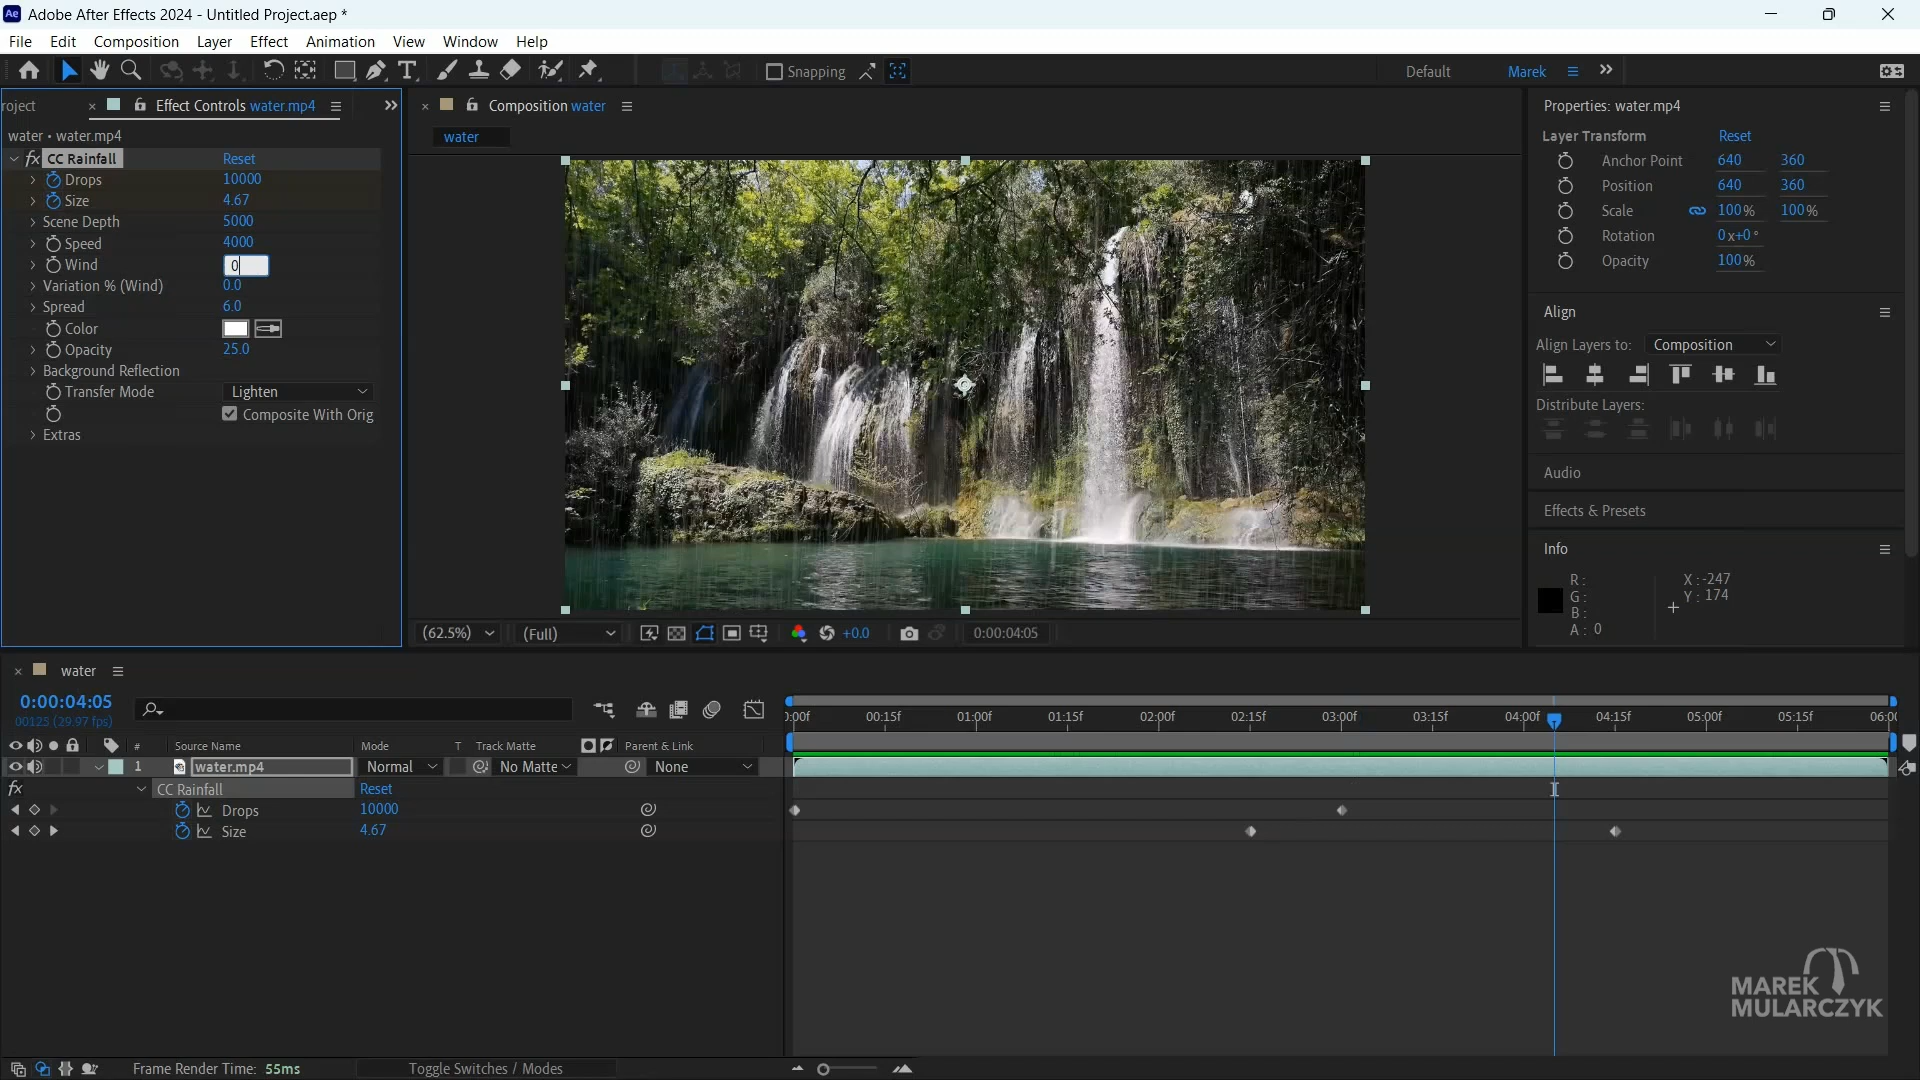 Ae Adobe After Effects 2024 - Untitled Project.aep *
File Edit Composition Layer Effect Animation View Window Help
Snapping Default Marek
roject Effect Controls water.mp4
water • water.mp4
fx CC Rainfall Reset
Drops 10000
Size 4.67
Scene Depth 5000
Speed 4000
Wind 0
Variation % (Wind) 0.0
Spread 6.0
Color
Opacity 25.0
Background Reflection
Transfer Mode Lighten
Composite With Orig
Extras
Composition water
water
(62.5%) (Full) +0.0 0:00:04:05
Properties: water.mp4
Layer Transform Reset
Anchor Point 640 360
Position 640 360
Scale 100% 100%
Rotation 0x+0°
Opacity 100%
Align
Align Layers to: Composition
Distribute Layers:
Audio
Effects & Presets
Info
R: X:-247
G: Y: 174
B:
A: 0
water
0:00:04:05
00125 (29.97 fps)
0:00f 00:15f 01:00f 01:15f 02:00f 02:15f 03:00f 03:15f 04:00f 04:15f 05:00f 05:15f 06:00
# Source Name Mode T Track Matte Parent & Link
1 water.mp4 Normal No Matte None
fx CC Rainfall Reset
Drops 10000
Size 4.67
MAREK
MULARCZYK
Frame Render Time: 55ms Toggle Switches / Modes